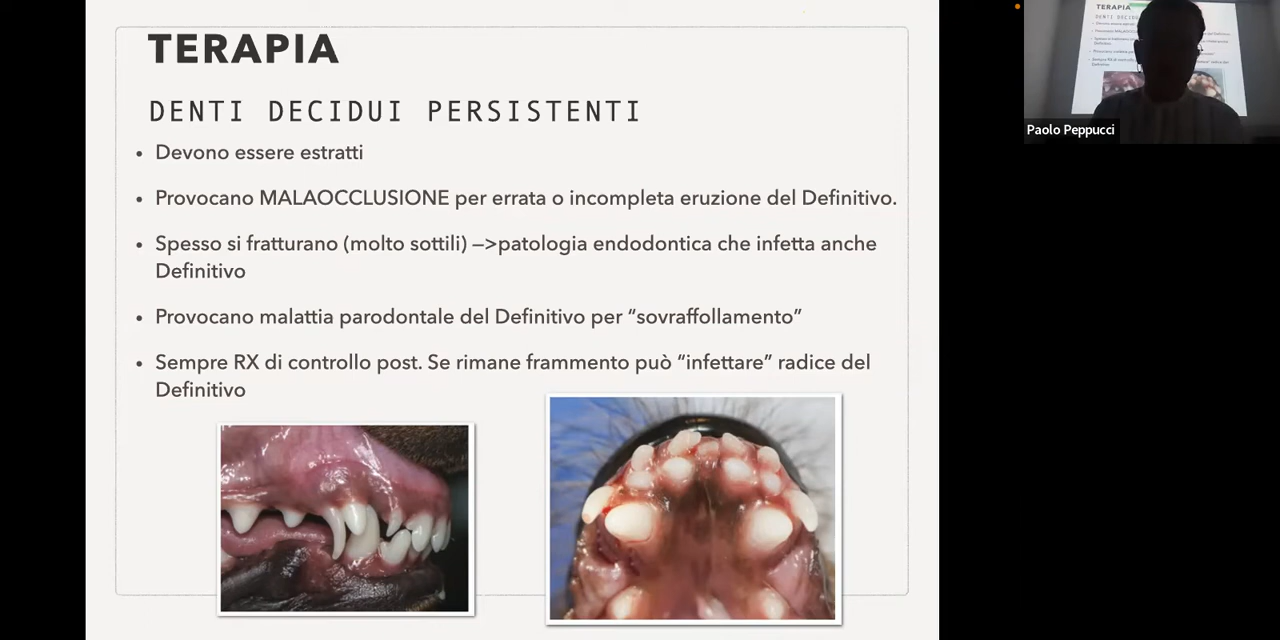 TERAPIA
DENTI DECIDUI PERSISTENTI
• Devono essere estratti
• Provocano MALAOCCLUSIONE per errata o incompleta eruzione del Definitivo.
• Spesso si fratturano (molto sottili) —>patologia endodontica che infetta anche
Definitivo
• Provocano malattia parodontale del Definitivo per “sovraffollamento”
• Sempre RX di controllo post. Se rimane frammento può “infettare” radice del
Definitivo
TERAPIA
Paolo Peppucci